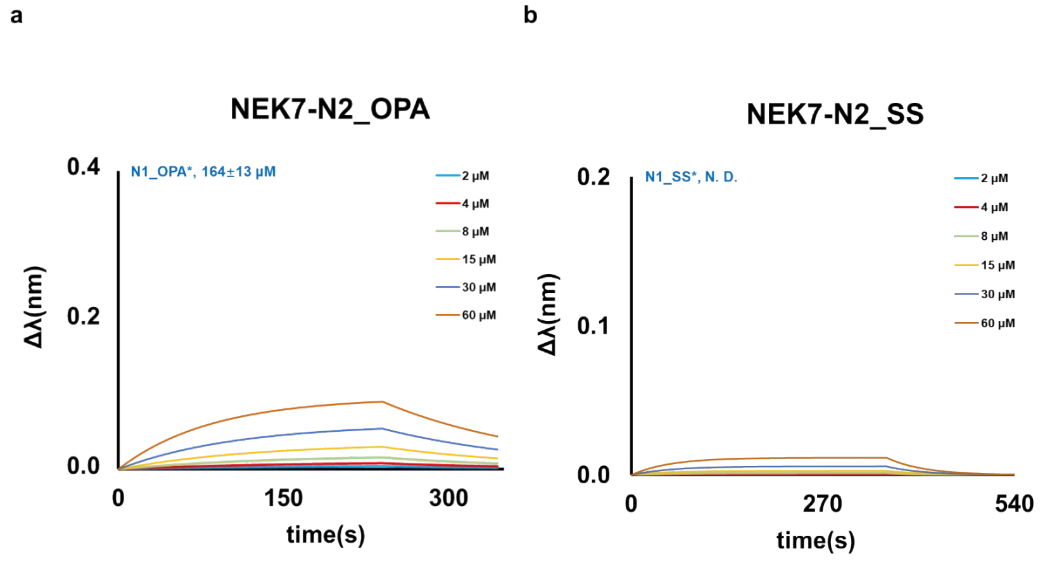 a
b
NEK7-N2_OPA
NEK7-N2_SS
0.4
N1_OPA*, 164±13 µM
2 µM
4 µM
8 µM
15 µM
30 µM
60 µM
Δλ(nm)
0.2
0.0
0
150
300
time(s)
0.2
N1_SS*, N. D.
2 µM
4 µM
8 µM
15 µM
30 µM
60 µM
Δλ(nm)
0.1
0.0
0
270
540
time(s)